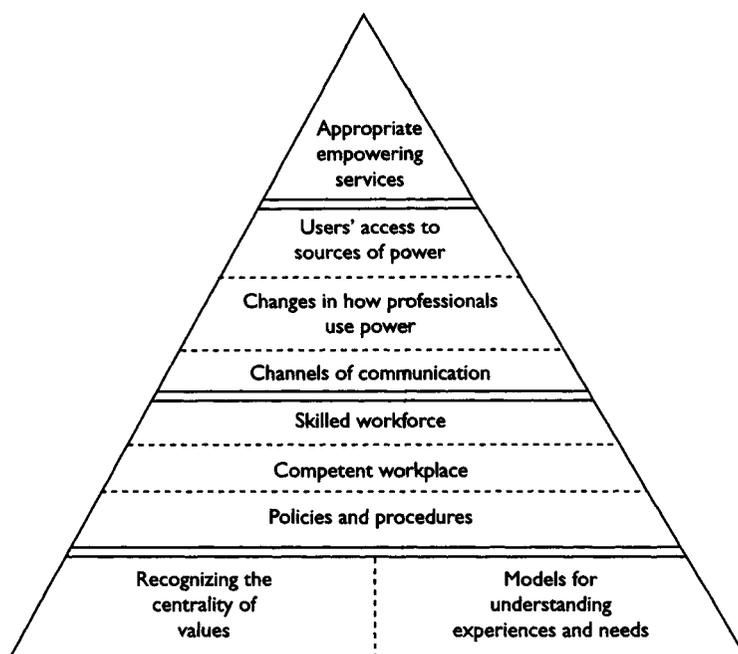 Appropriate
empowering
services
Users’ access to
sources of power
Changes in how professionals
use power
Channels of communication
Skilled workforce
Competent workplace
Policies and procedures
Recognizing the
centrality of
values
Models for
understanding
experiences and needs